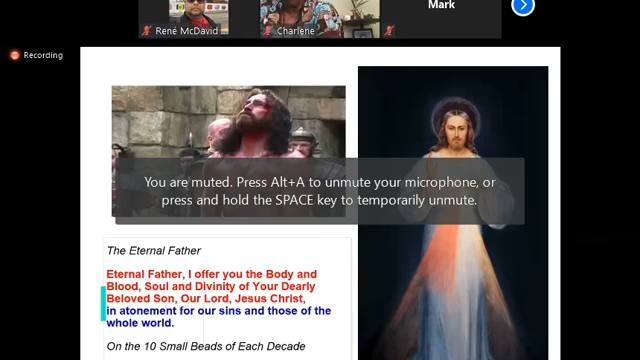 René McDavid
Charlene
Mark
Recording
You are muted. Press Alt+A to unmute your microphone, or
press and hold the SPACE key to temporarily unmute.
The Eternal Father
Eternal Father, I offer you the Body and
Blood, Soul and Divinity of Your Dearly
Beloved Son, Our Lord, Jesus Christ,
in atonement for our sins and those of the
whole world.
On the 10 Small Beads of Each Decade